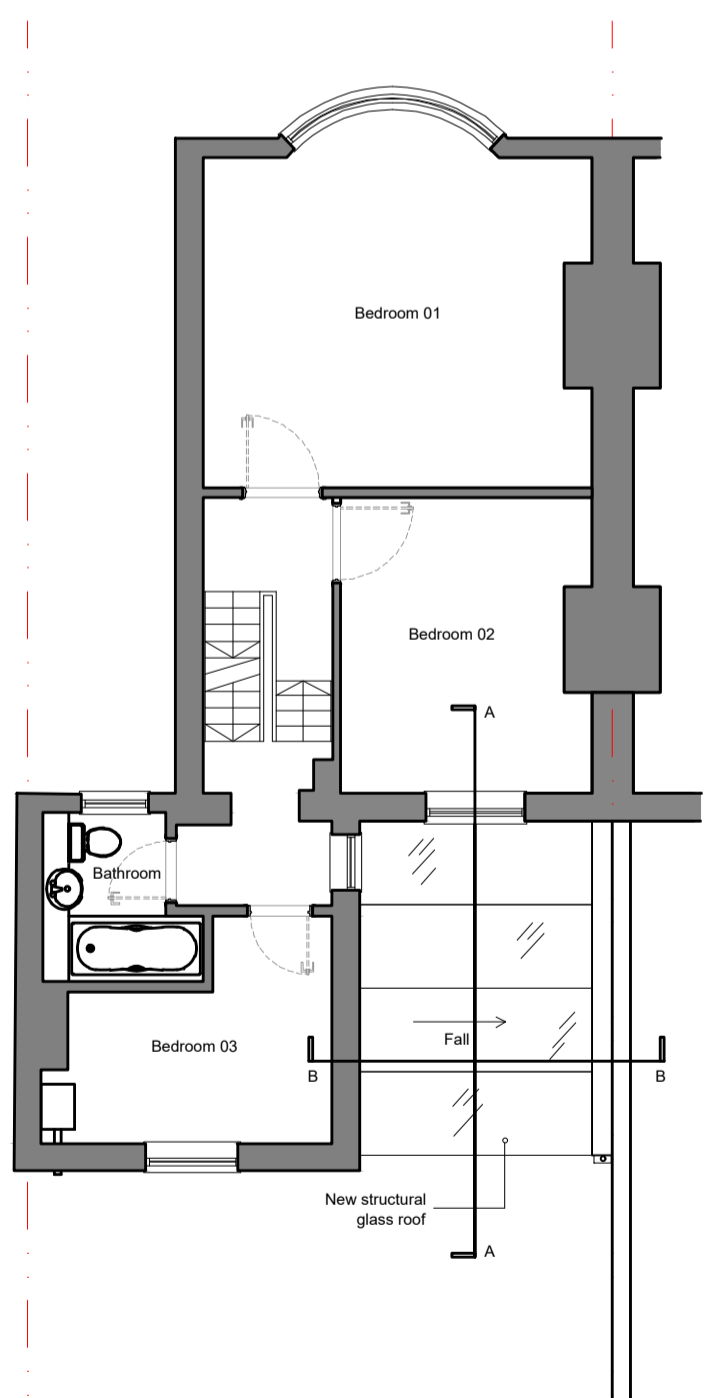 Bedroom 01
Bedroom 02
A
Bathroom
Fall
Bedroom 03
B
B
New structural
glass roof
A